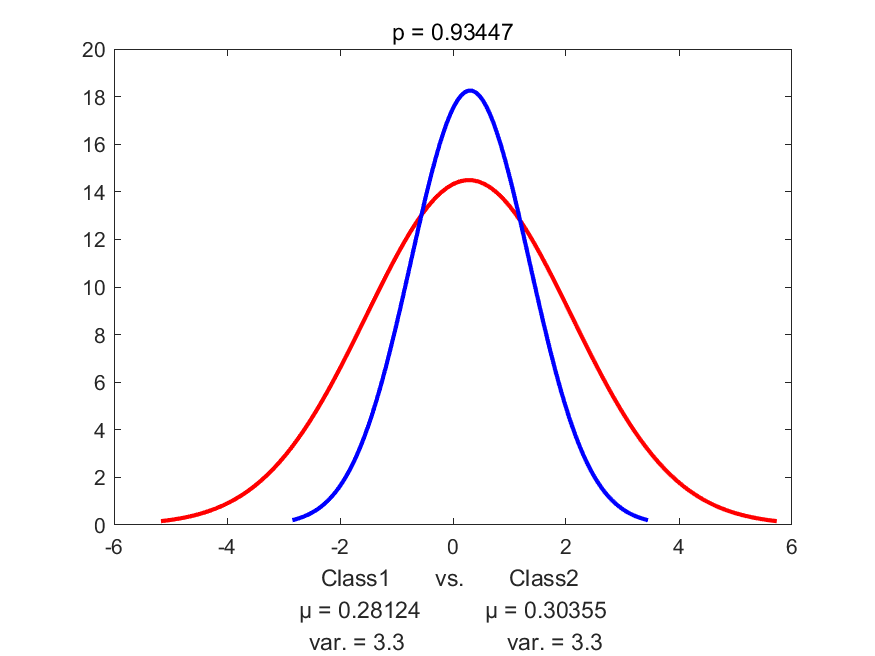 p = 0.93447
20
18
16
14
12
10
8
6
4
2
0
-6 -4 -2 0 2 4 6
Class1 vs. Class2
μ = 0.28124 μ = 0.30355
var. = 3.3 var. = 3.3